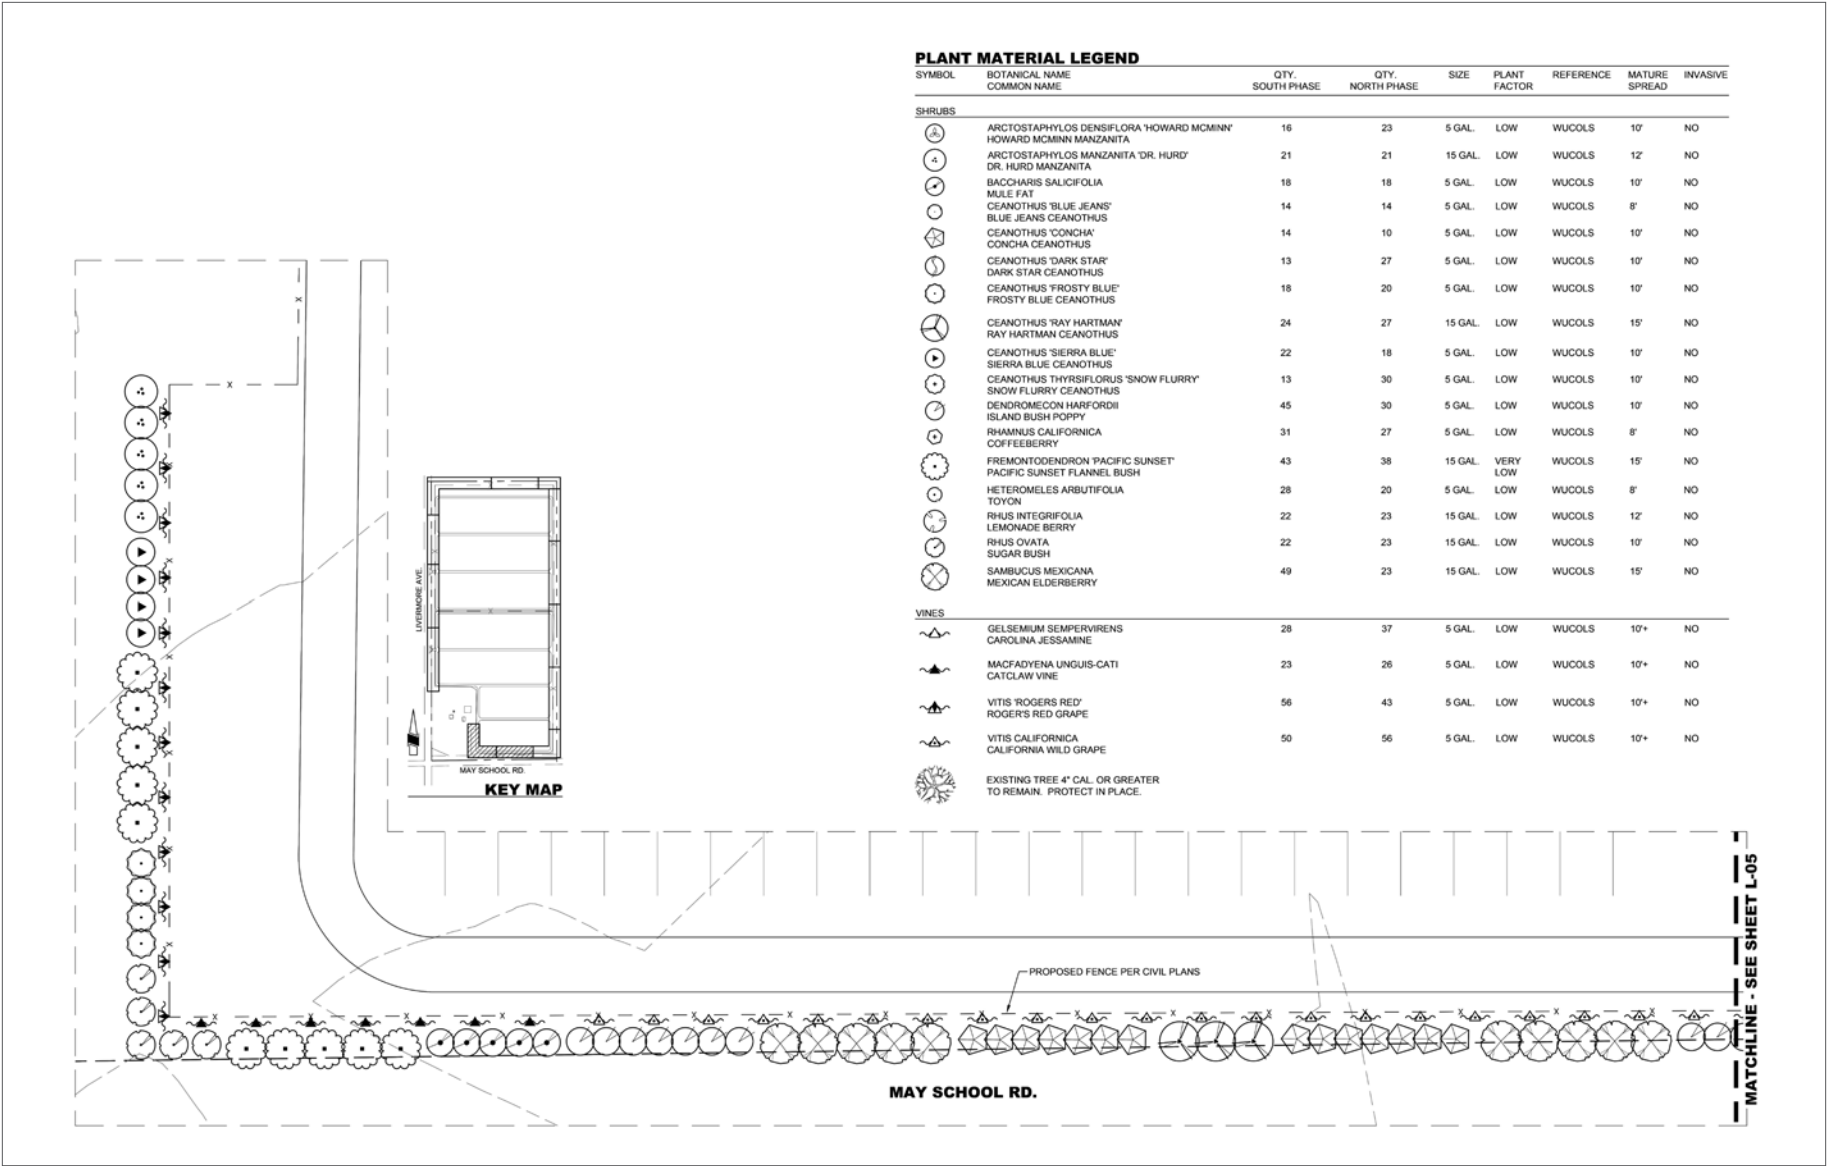 PLANT MATERIAL LEGEND
SYMBOL BOTANICAL NAME QTY. QTY. SIZE PLANT REFERENCE MATURE INVASIVE
COMMON NAME SOUTH PHASE NORTH PHASE FACTOR SPREAD
SHRUBS
ARCTOSTAPHYLOS DENSIFLORA 'HOWARD MCMINN' 16 23 5 GAL. LOW WUCOLS 10' NO
HOWARD MCMINN MANZANITA
ARCTOSTAPHYLOS MANZANITA 'DR. HURD' 21 21 15 GAL. LOW WUCOLS 12' NO
DR. HURD MANZANITA
BACCHARIS SALICIFOLIA 18 18 5 GAL. LOW WUCOLS 10' NO
MULE FAT
CEANOTHUS 'BLUE JEANS' 14 14 5 GAL. LOW WUCOLS 8' NO
BLUE JEANS CEANOTHUS
CEANOTHUS 'CONCHA' 14 10 5 GAL. LOW WUCOLS 10' NO
CONCHA CEANOTHUS
CEANOTHUS 'DARK STAR' 13 27 5 GAL. LOW WUCOLS 10' NO
DARK STAR CEANOTHUS
CEANOTHUS 'FROSTY BLUE' 18 20 5 GAL. LOW WUCOLS 10' NO
FROSTY BLUE CEANOTHUS
CEANOTHUS 'RAY HARTMAN' 24 27 15 GAL. LOW WUCOLS 15' NO
RAY HARTMAN CEANOTHUS
CEANOTHUS 'SIERRA BLUE' 22 18 5 GAL. LOW WUCOLS 10' NO
SIERRA BLUE CEANOTHUS
CEANOTHUS THYRSIFLORUS 'SNOW FLURRY' 13 30 5 GAL. LOW WUCOLS 10' NO
SNOW FLURRY CEANOTHUS
DENDROMECON HARFORDII 45 30 5 GAL. LOW WUCOLS 10' NO
ISLAND BUSH POPPY
RHAMNUS CALIFORNICA 31 27 5 GAL. LOW WUCOLS 8' NO
COFFEEBERRY
FREMONTODENDRON 'PACIFIC SUNSET' 43 38 15 GAL. VERY WUCOLS 15' NO
PACIFIC SUNSET FLANNEL BUSH LOW
HETEROMELES ARBUTIFOLIA 28 20 5 GAL. LOW WUCOLS 8' NO
TOYON
RHUS INTEGRIFOLIA 22 23 15 GAL. LOW WUCOLS 12' NO
LEMONADE BERRY
RHUS OVATA 22 23 15 GAL. LOW WUCOLS 10' NO
SUGAR BUSH
SAMBUCUS MEXICANA 49 23 15 GAL. LOW WUCOLS 15' NO
MEXICAN ELDERBERRY
VINES
GELSEMIUM SEMPERVIRENS 28 37 5 GAL. LOW WUCOLS 10'+ NO
CAROLINA JESSAMINE
MACFADYENA UNGUIS-CATI 23 26 5 GAL. LOW WUCOLS 10'+ NO
CATCLAW VINE
VITIS 'ROGERS RED' 56 43 5 GAL. LOW WUCOLS 10'+ NO
ROGER'S RED GRAPE
VITIS CALIFORNICA 50 56 5 GAL. LOW WUCOLS 10'+ NO
CALIFORNIA WILD GRAPE
EXISTING TREE 4" CAL. OR GREATER
TO REMAIN. PROTECT IN PLACE.
LIVERMORE AVE.
MAY SCHOOL RD.
KEY MAP
PROPOSED FENCE PER CIVIL PLANS
MAY SCHOOL RD.
MATCHLINE - SEE SHEET L-05